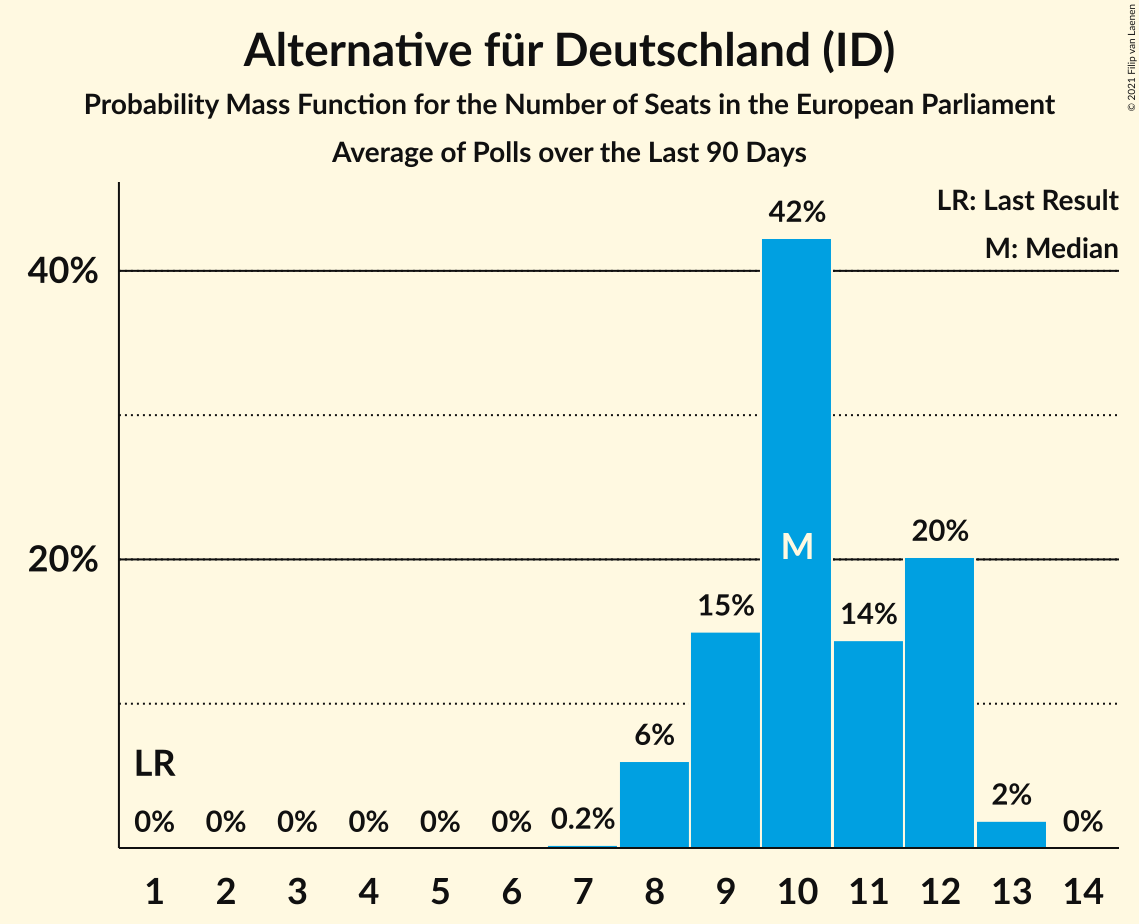 Alternative für Deutschland (ID)
Probability Mass Function for the Number of Seats in the European Parliament
Average of Polls over the Last 90 Days
© 2021 Filip van Laenen
LR: Last Result
M: Median
42%
40%
M
20%
20%
15%
14%
6%
LR
0%
0%
0%
0%
0%
0%
0.2%
2%
0%
1 2 3 4 5 6 7 8 9 10 11 12 13 14